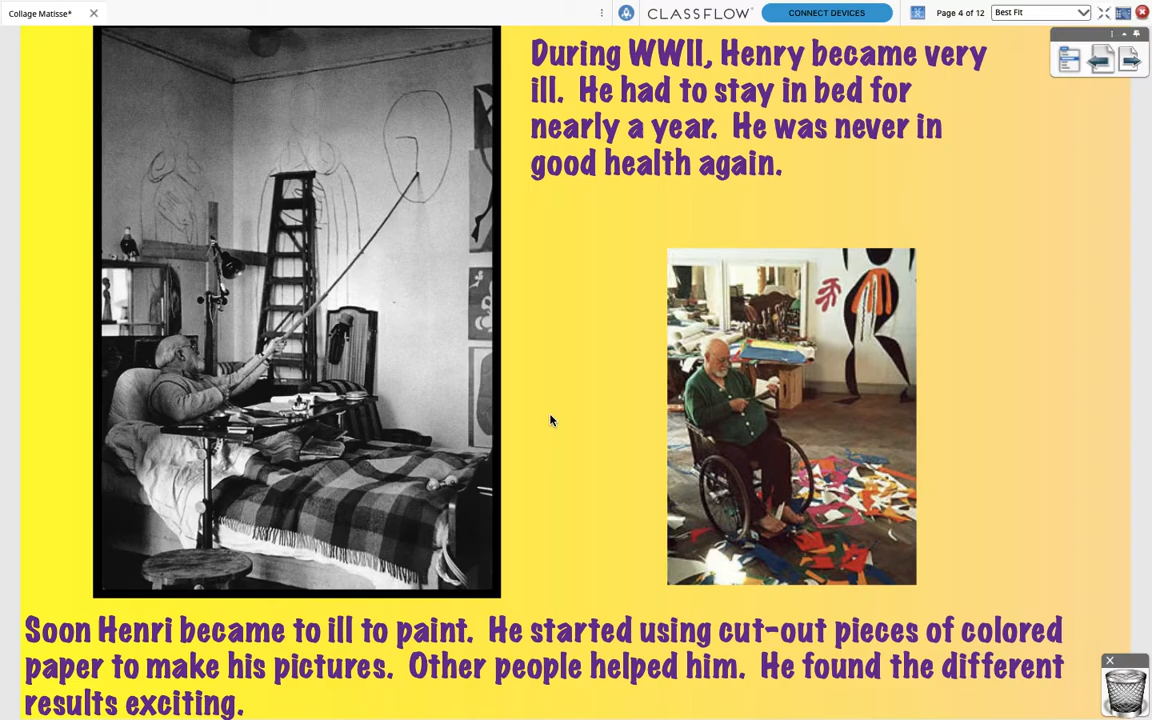 Collage Matisse*
CLASSFLOW
CONNECT DEVICES
Page 4 of 12
Best Fit
During WWII, Henry became very
ill. He had to stay in bed for
nearly a year. He was never in
good health again.
Soon Henri became to ill to paint. He started using cut-out pieces of colored
paper to make his pictures. Other people helped him. He found the different
results exciting.